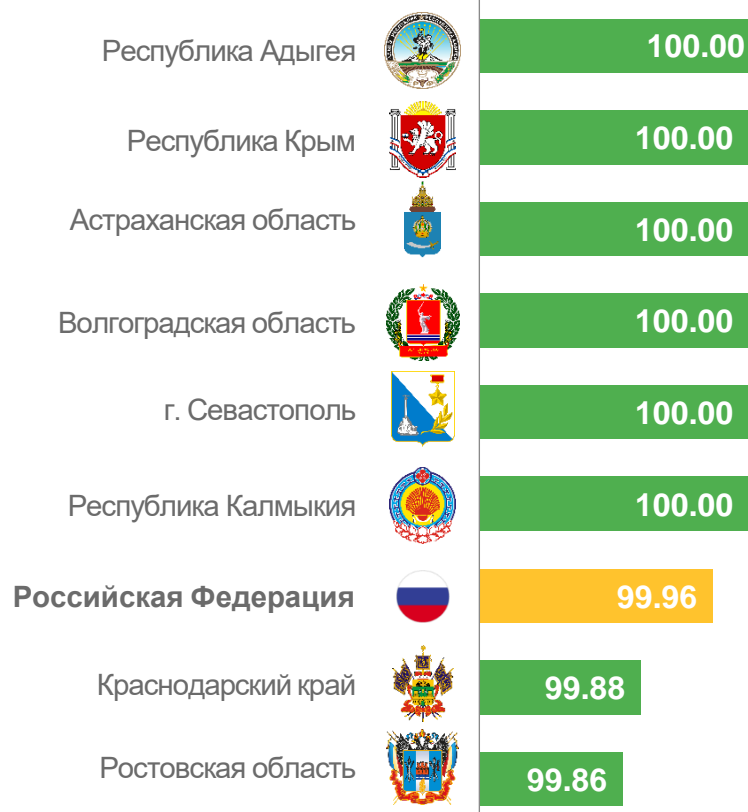 Республика Адыгея 100.00
Республика Крым 100.00
Астраханская область 100.00
Волгоградская область 100.00
г. Севастополь 100.00
Республика Калмыкия 100.00
Российская Федерация 99.96
Краснодарский край 99.88
Ростовская область 99.86